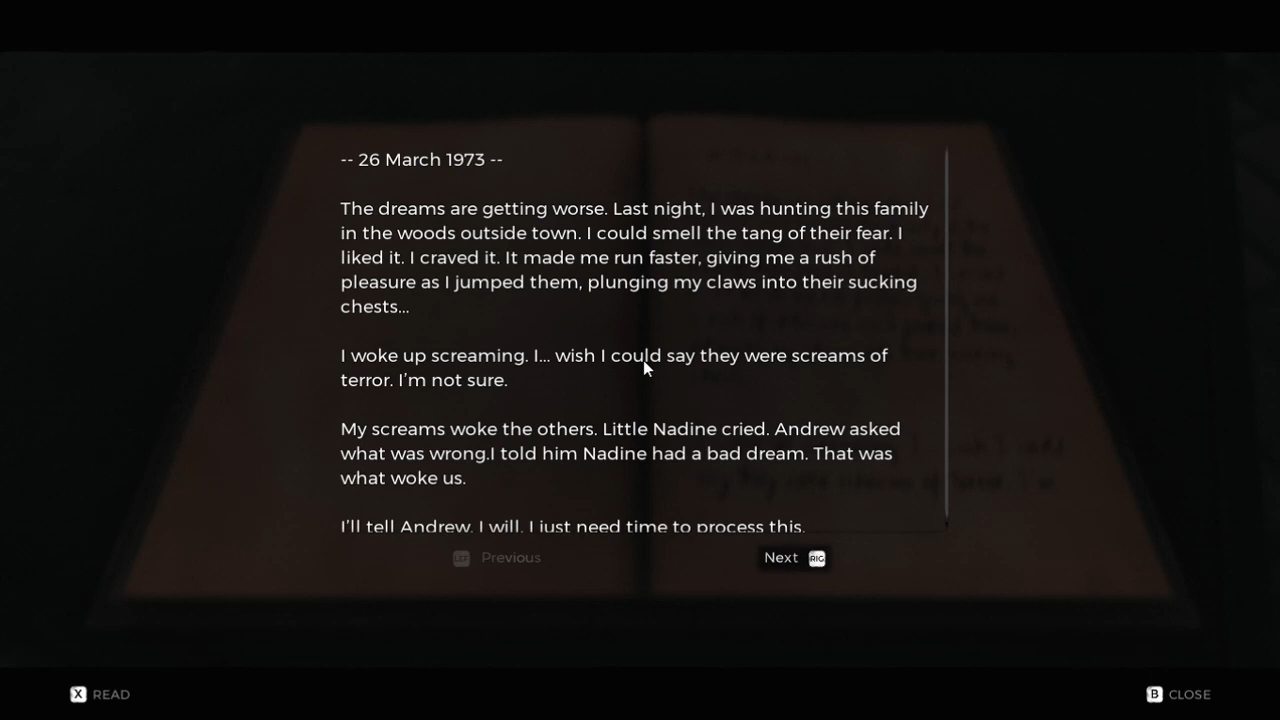 -- 26 March 1973 --
The dreams are getting worse. Last night, I was hunting this family
in the woods outside town. I could smell the tang of their fear. I
liked it. I craved it. It made me run faster, giving me a rush of
pleasure as I jumped them, plunging my claws into their sucking
chests...
I woke up screaming. I... wish I could say they were screams of
terror. I'm not sure.
My screams woke the others. Little Nadine cried. Andrew asked
what was wrong.I told him Nadine had a bad dream. That was
what woke us.
I'll tell Andrew. I will. I just need time to process this.
Previous
Next
X READ
B CLOSE